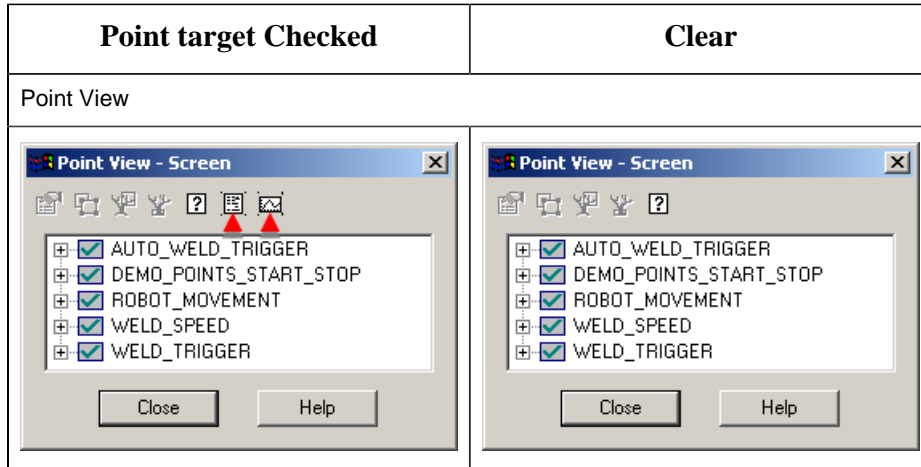 Point target Checked
Clear
Point View
Point View - Screen
?
AUTO_WELD_TRIGGER
DEMO_POINTS_START_STOP
ROBOT_MOVEMENT
WELD_SPEED
WELD_TRIGGER
Close Help
Point View - Screen
?
AUTO_WELD_TRIGGER
DEMO_POINTS_START_STOP
ROBOT_MOVEMENT
WELD_SPEED
WELD_TRIGGER
Close Help